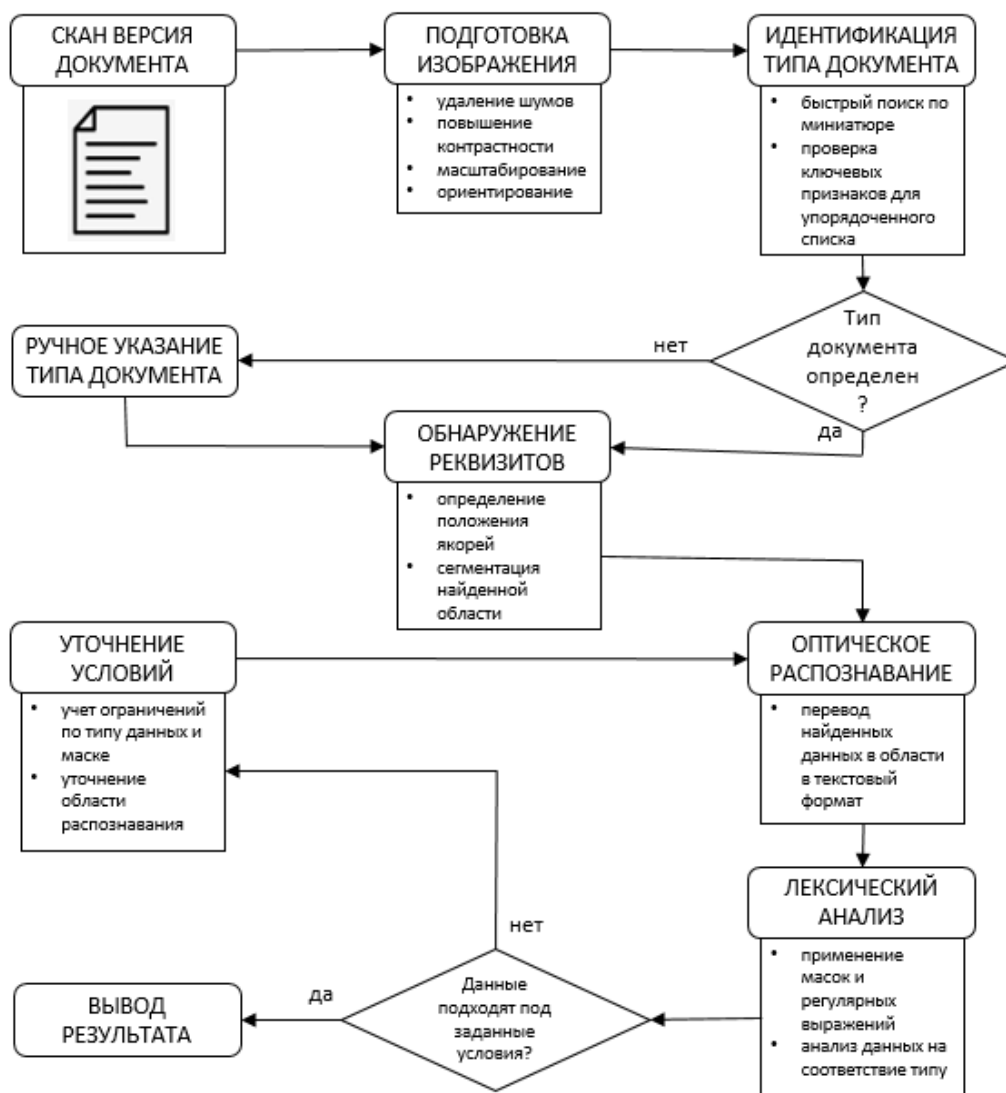 СКАН ВЕРСИЯ
ДОКУМЕНТА
ПОДГОТОВКА
ИЗОБРАЖЕНИЯ
• удаление шумов
• повышение
контрастности
• масштабирование
• ориентирование
ИДЕНТИФИКАЦИЯ
ТИПА ДОКУМЕНТА
• быстрый поиск по
миниатюре
• проверка
ключевых
признаков для
упорядоченного
списка
Тип
документа
определен
?
нет
да
РУЧНОЕ УКАЗАНИЕ
ТИПА ДОКУМЕНТА
ОБНАРУЖЕНИЕ
РЕКВИЗИТОВ
• определение
положения
якорей
• сегментация
найденной
области
УТОЧНЕНИЕ
УСЛОВИЙ
• учет ограничений
по типу данных и
маске
• уточнение
области
распознавания
ОПТИЧЕСКОЕ
РАСПОЗНАВАНИЕ
• перевод
найденных
данных в области
в текстовый
формат
ЛЕКСИЧЕСКИЙ
АНАЛИЗ
• применение
масок и
регулярных
выражений
• анализ данных на
соответствие типу
нет
Данные
подходят под
заданные
условия?
да
ВЫВОД
РЕЗУЛЬТАТА